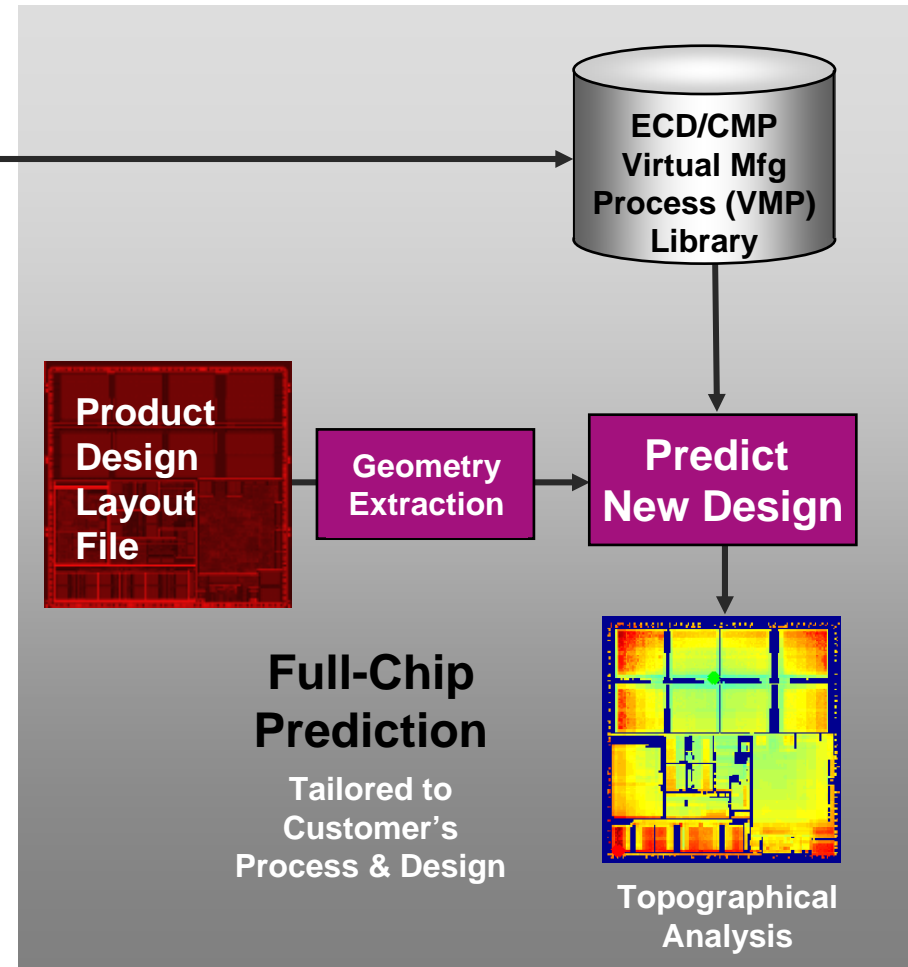 ECD/CMP
Virtual Mfg
Process (VMP)
Library
Product
Design
Layout
File
Geometry
Extraction
Predict
New Design
Full-Chip
Prediction
Tailored to
Customer's
Process & Design
Topographical
Analysis